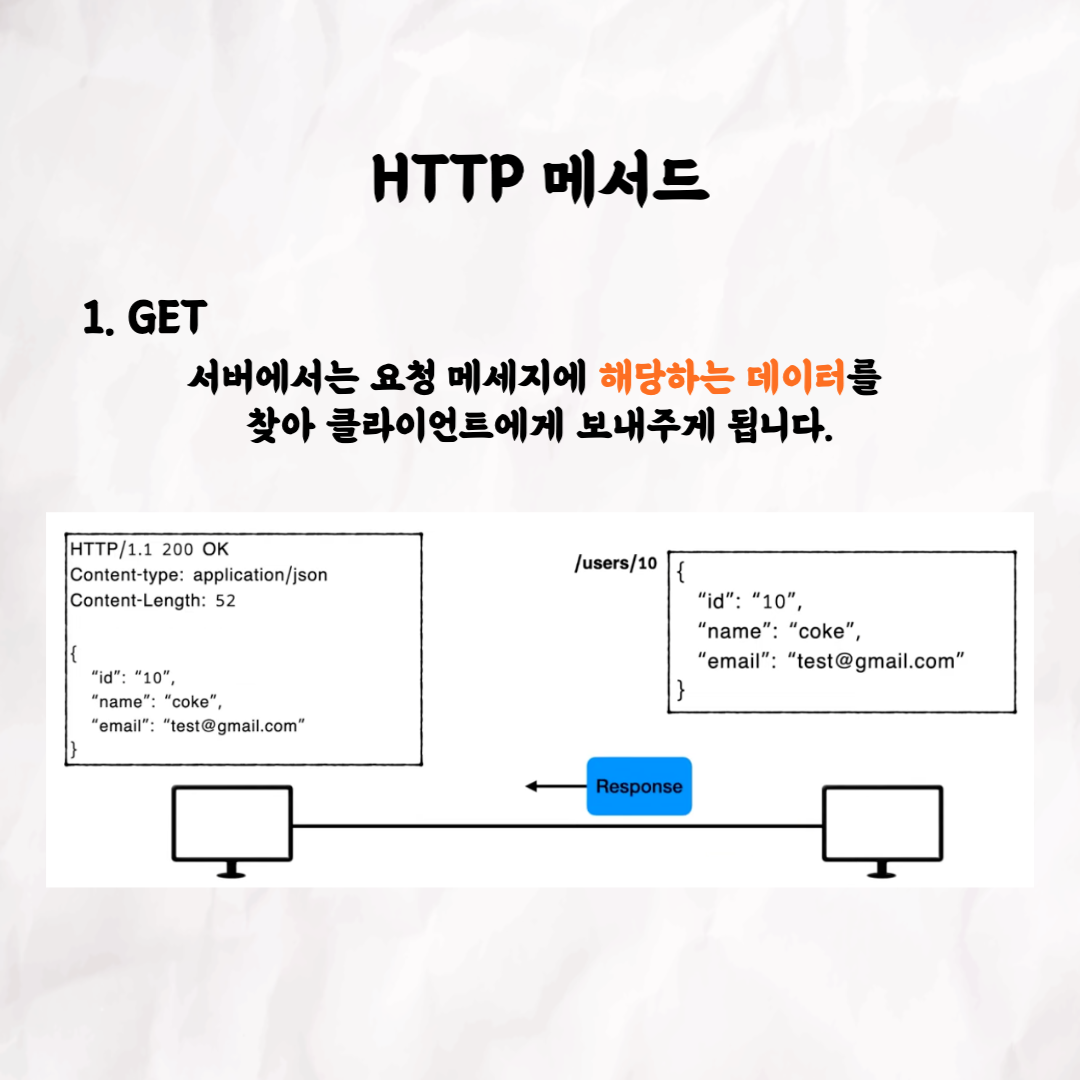 HTTP 메서드
1. GET
서버에서는 요청 메세지에 해당하는 데이터를
찾아 클라이언트에게 보내주게 됩니다.
HTTP/1.1 200 OK
Content-type: application/json
Content-Length: 52
{
“id”: “10”,
“name”: “coke”,
“email”: “test@gmail.com”
}
/users/10
{
“id”: “10”,
“name”: “coke”,
“email”: “test@gmail.com”
}
Response